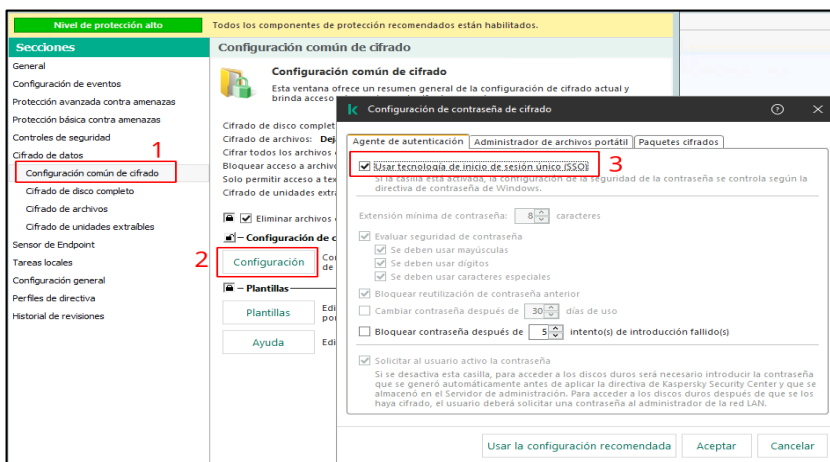 Nivel de protección alto
Todos los componentes de protección recomendados están habilitados.
Secciones
General
Configuración de eventos
Protección avanzada contra amenazas
Protección básica contra amenazas
Controles de seguridad
Cifrado de datos
1
Configuración común de cifrado
Cifrado de disco completo
Cifrado de archivos
Cifrado de unidades extraíbles
Sensor de Endpoint
Tareas locales
Configuración general
Perfiles de directiva
Historial de revisiones
Configuración común de cifrado
Configuración común de cifrado
Esta ventana ofrece un resumen general de la configuración de cifrado actual y
brinda acceso
Cifrado de disco complet
Cifrado de archivos: Dej
Cifrar todos los archivos
Bloquear acceso a archivo
Solo permitir acceso a tex
Cifrado de unidades extra
Eliminar archivos
Configuración de c
2
Configuración
Co
de
Plantillas
Plantillas
Edi
por
Ayuda
Edi
Configuración de contraseña de cifrado
Agente de autenticación Administrador de archivos portátil Paquetes cifrados
Usar tecnología de inicio de sesión único (SSO)
3
Si la casilla está activada, la configuración de la seguridad de la contraseña se controla según la
directiva de contraseña de Windows.
Extensión mínima de contraseña: 8 caracteres
Evaluar seguridad de contraseña
Se deben usar mayúsculas
Se deben usar dígitos
Se deben usar caracteres especiales
Bloquear reutilización de contraseña anterior
Cambiar contraseña después de 30 días de uso
Bloquear contraseña después de 5 intento(s) de introducción fallido(s)
Solicitar al usuario activo la contraseña
Si se desactiva esta casilla, para acceder a los discos duros será necesario introducir la contraseña
que se generó automáticamente antes de aplicar la directiva de Kaspersky Security Center y que se
almacenó en el Servidor de administración. Para acceder a los discos duros después de que se los
haya cifrado, el usuario deberá solicitar una contraseña al administrador de la red LAN.
Usar la configuración recomendada
Aceptar
Cancelar